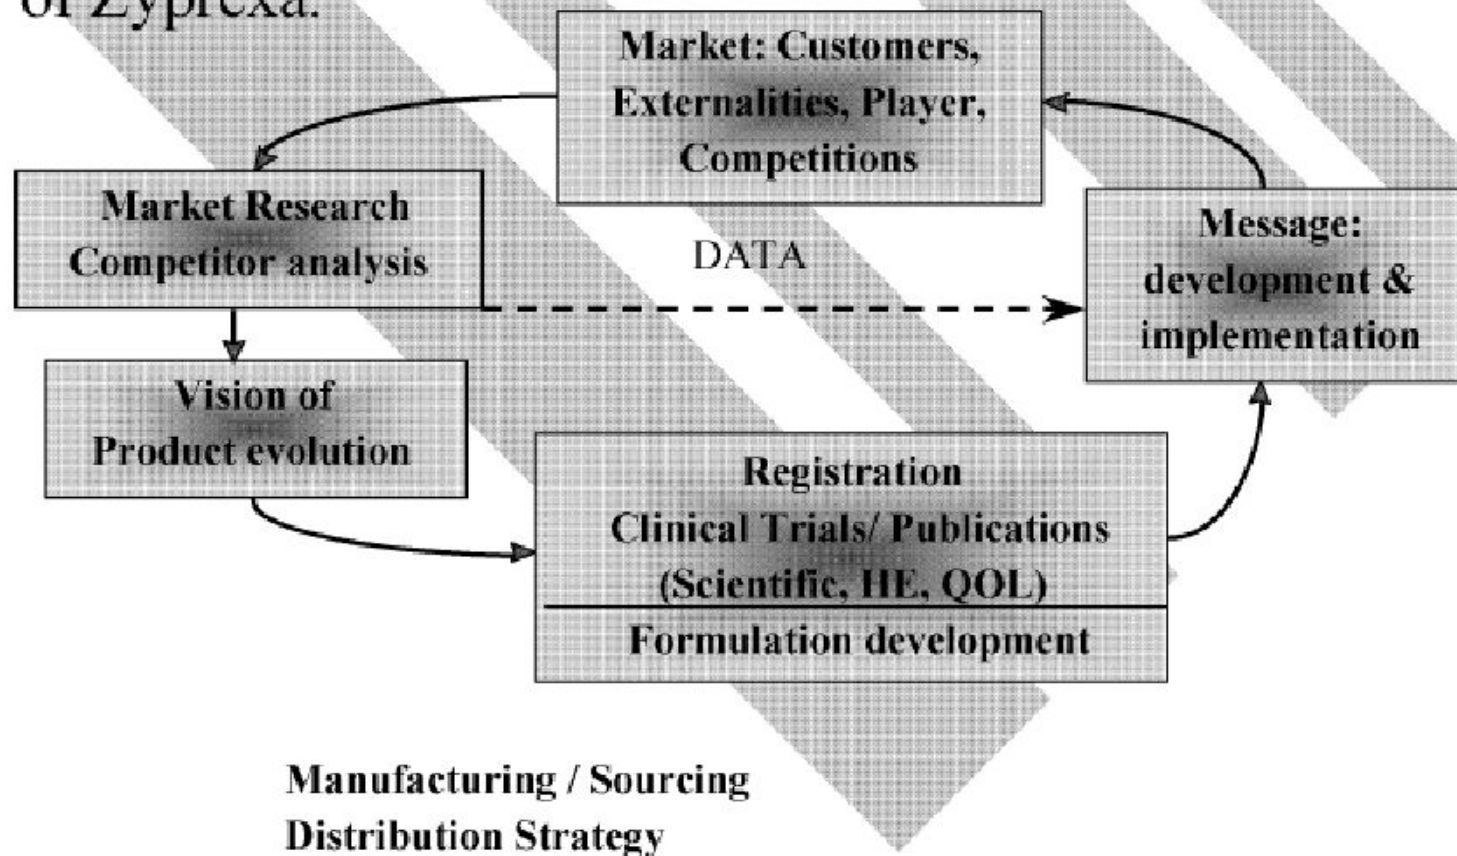 of Zyprexa.
Market: Customers,
Externalities, Player,
Competitions
Market Research
Competitor analysis
DATA
Message:
development &
implementation
Vision of
Product evolution
Registration
Clinical Trials/ Publications
(Scientific, HE, QOL)
Formulation development
Manufacturing / Sourcing
Distribution Strategy